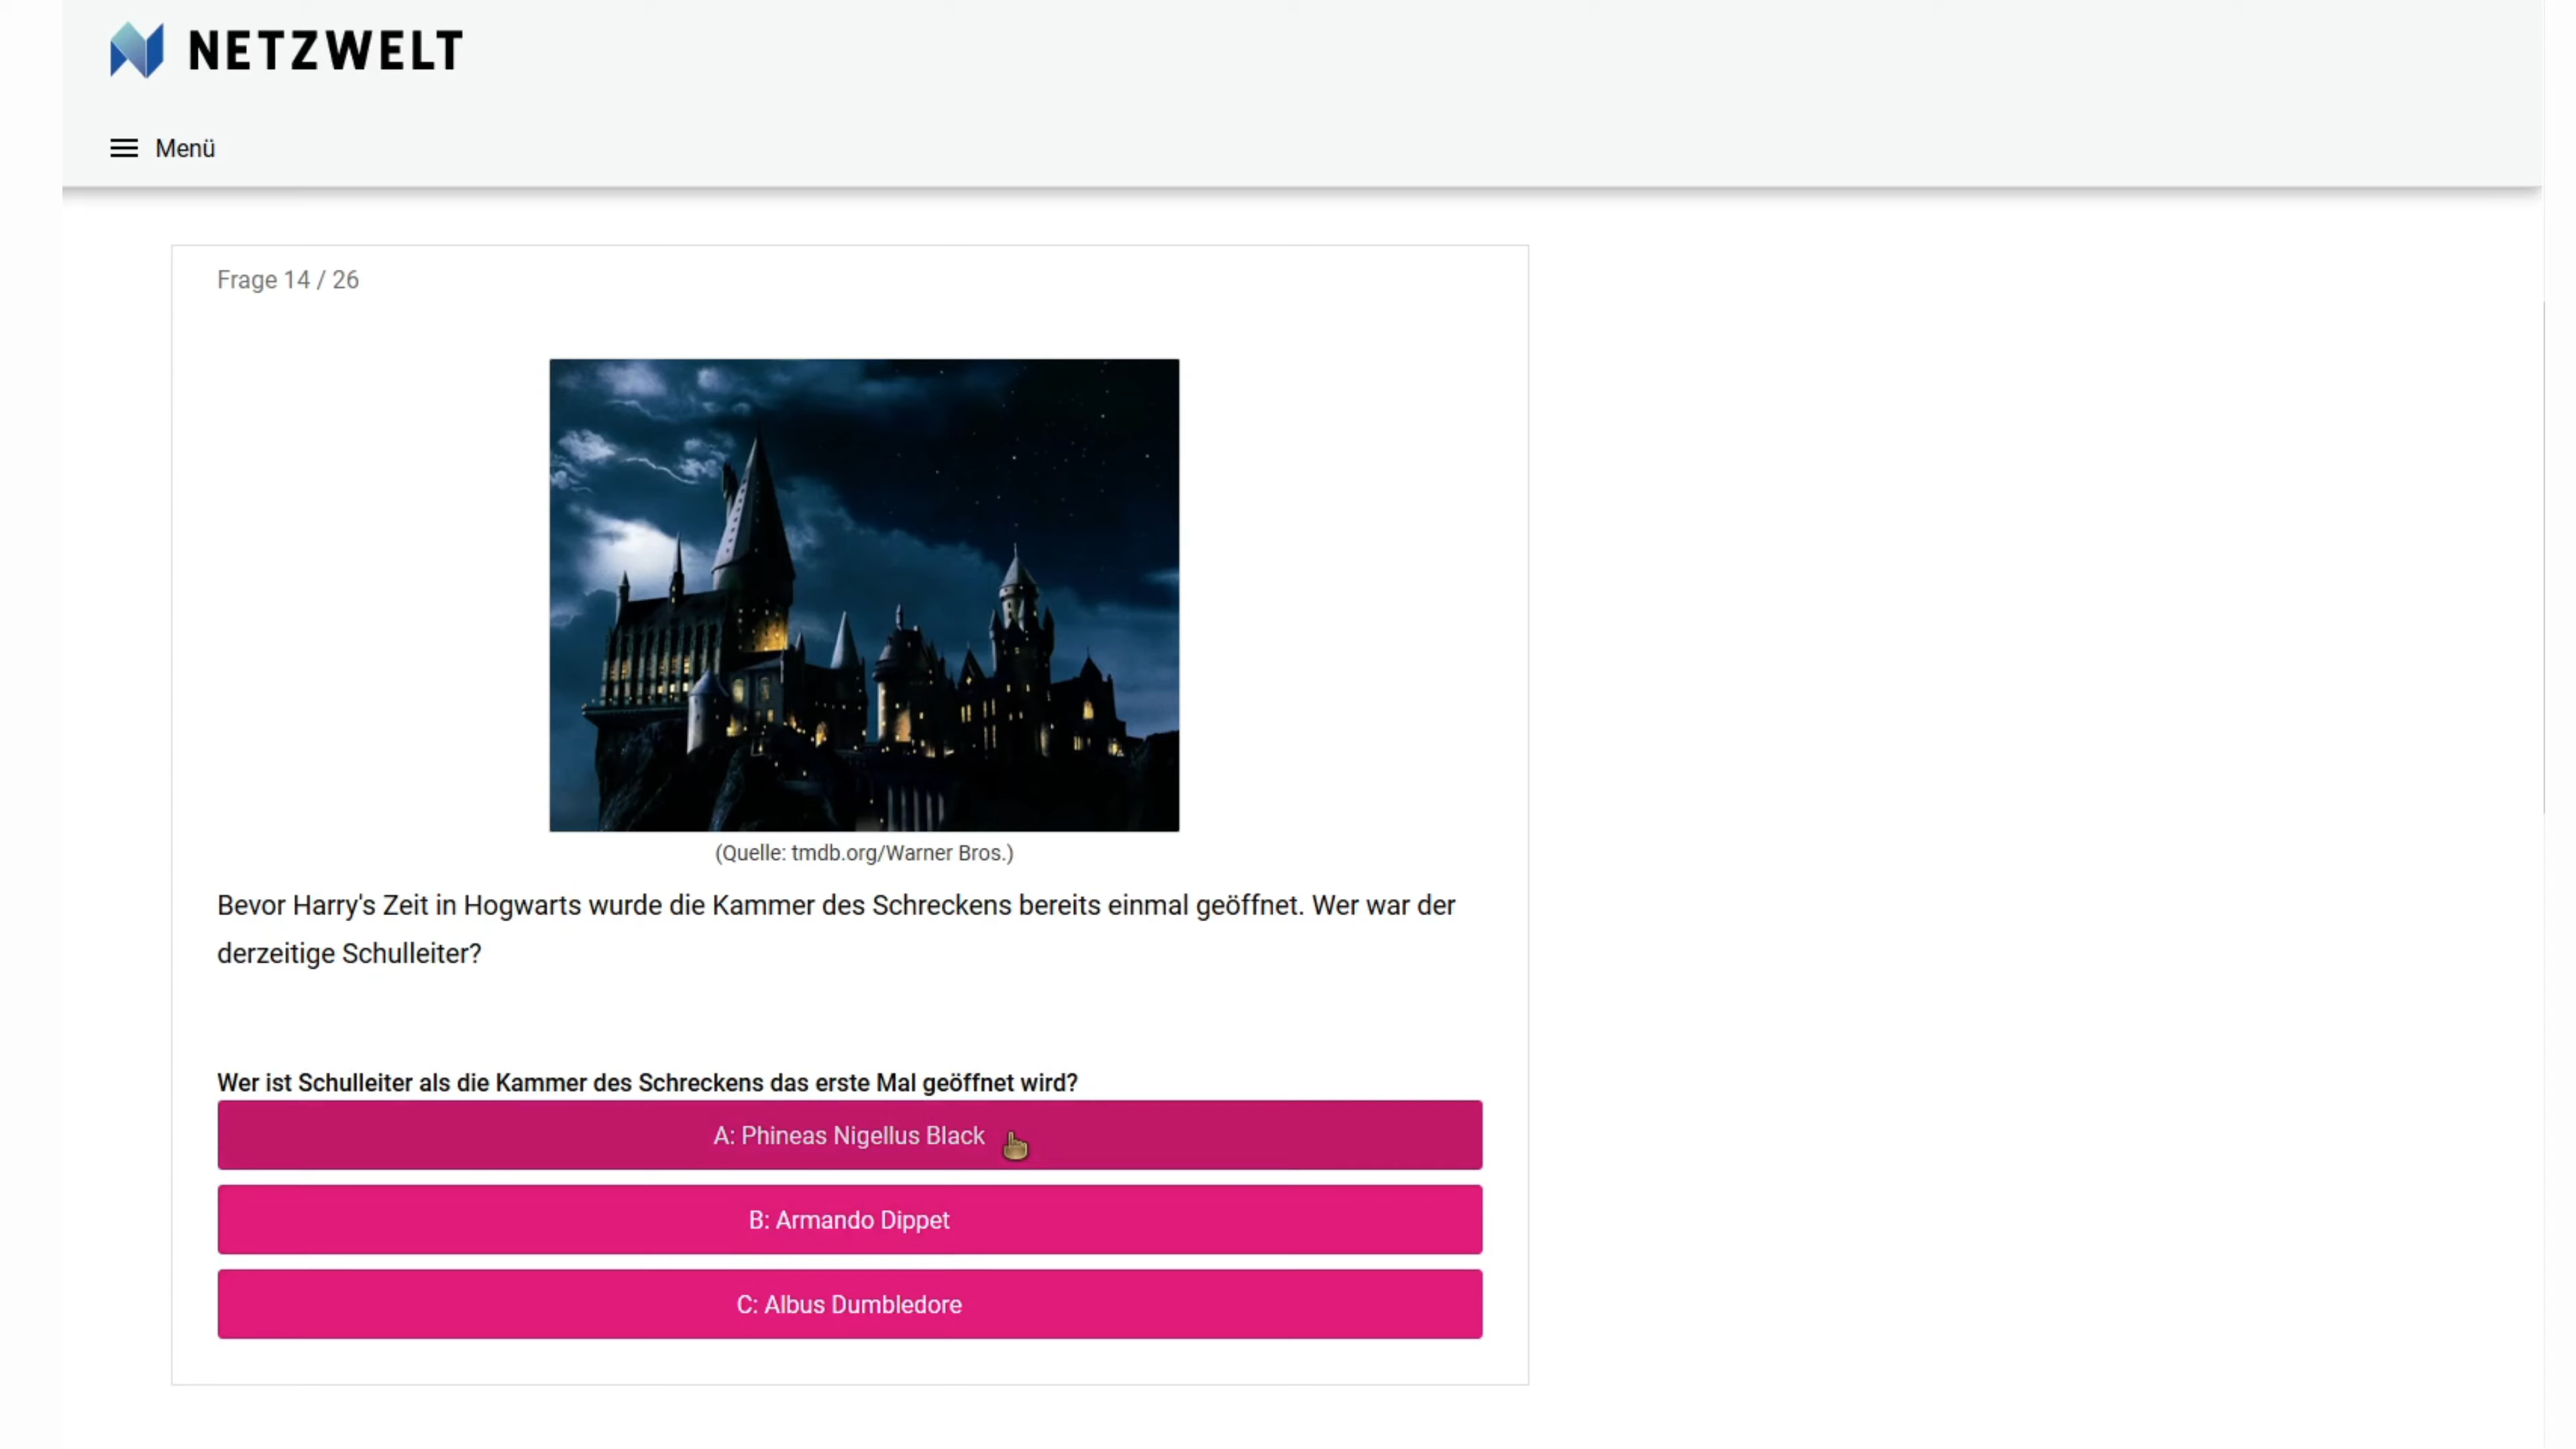 NETZWELT
Menü
Frage 14 / 26
(Quelle: tmdb.org/Warner Bros.)
Bevor Harry's Zeit in Hogwarts wurde die Kammer des Schreckens bereits einmal geöffnet. Wer war der
derzeitige Schulleiter?
Wer ist Schulleiter als die Kammer des Schreckens das erste Mal geöffnet wird?
A: Phineas Nigellus Black
B: Armando Dippet
C: Albus Dumbledore